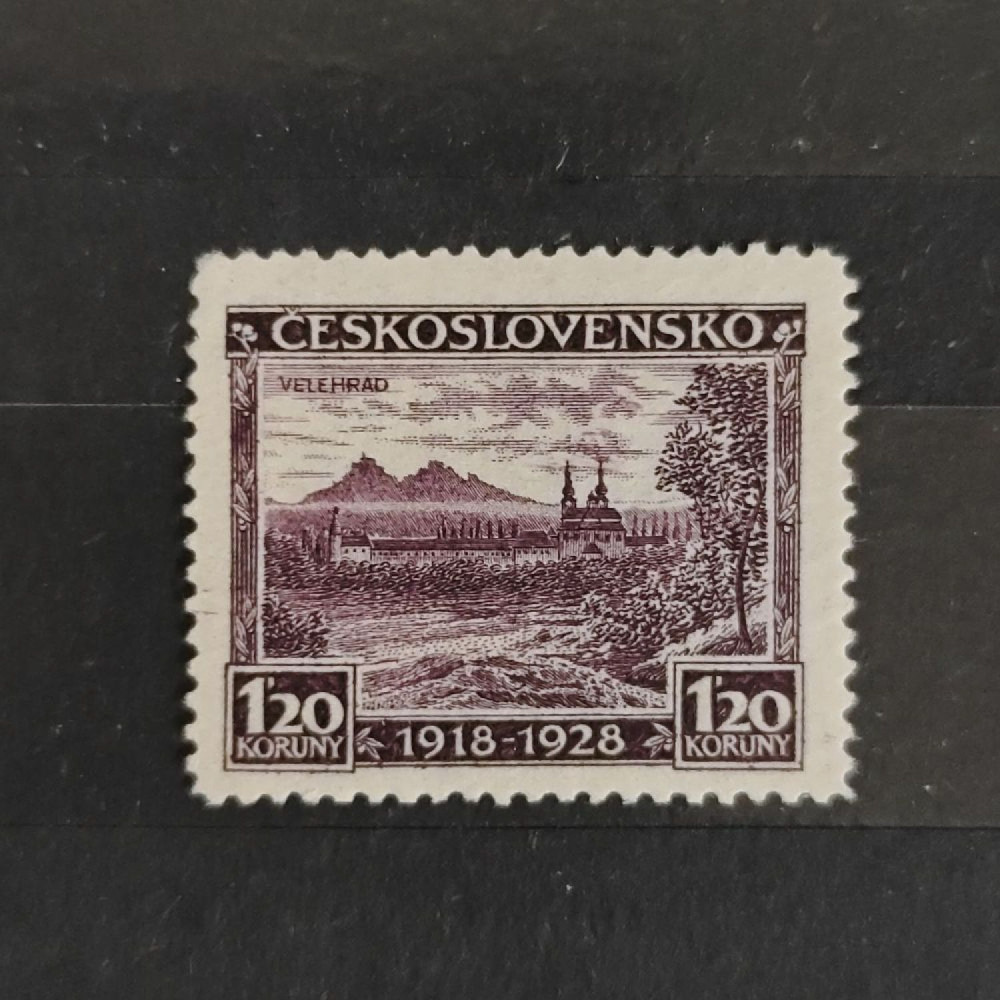 ČESKOSLOVENSKO
VELEHRAD
1'20
KORUNY
1918-1928
1'20
KORUNY